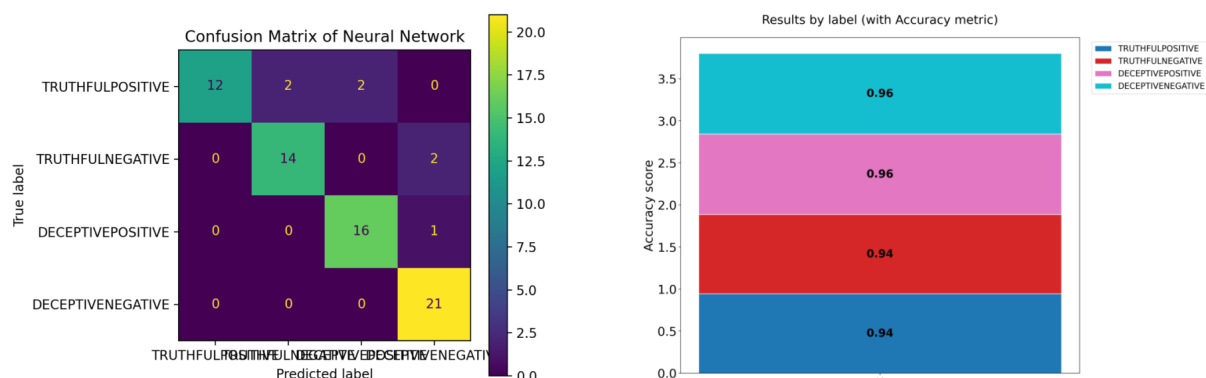 Confusion Matrix of Neural Network
True label
TRUTHFULPOSITIVE
TRUTHFULNEGATIVE
DECEPTIVEPOSITIVE
DECEPTIVENEGATIVE
12 2 2 0
0 14 0 2
0 0 16 1
0 0 0 21
TRUTHFULPOSITIVE TRUTHFULNEGATIVE DECEPTIVEPOSITIVE DECEPTIVENEGATIVE
Predicted label
20.0
17.5
15.0
12.5
10.0
7.5
5.0
2.5
0.0
Results by label (with Accuracy metric)
Accuracy score
3.5
3.0
2.5
2.0
1.5
1.0
0.5
0.0
0.96
0.96
0.94
0.94
TRUTHFULPOSITIVE
TRUTHFULNEGATIVE
DECEPTIVEPOSITIVE
DECEPTIVENEGATIVE